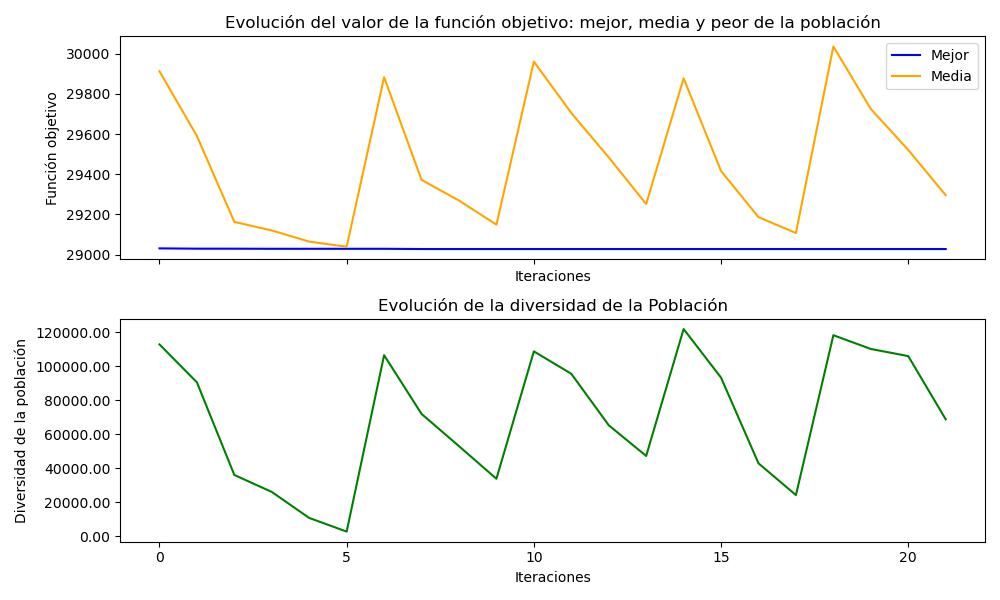 Evolución del valor de la función objetivo: mejor, media y peor de la población
30000
29800
29600
29400
29200
29000
Función objetivo
Mejor
Media
Iteraciones
Evolución de la diversidad de la Población
120000.00
100000.00
80000.00
60000.00
40000.00
20000.00
0.00
Diversidad de la población
0 5 10 15 20
Iteraciones